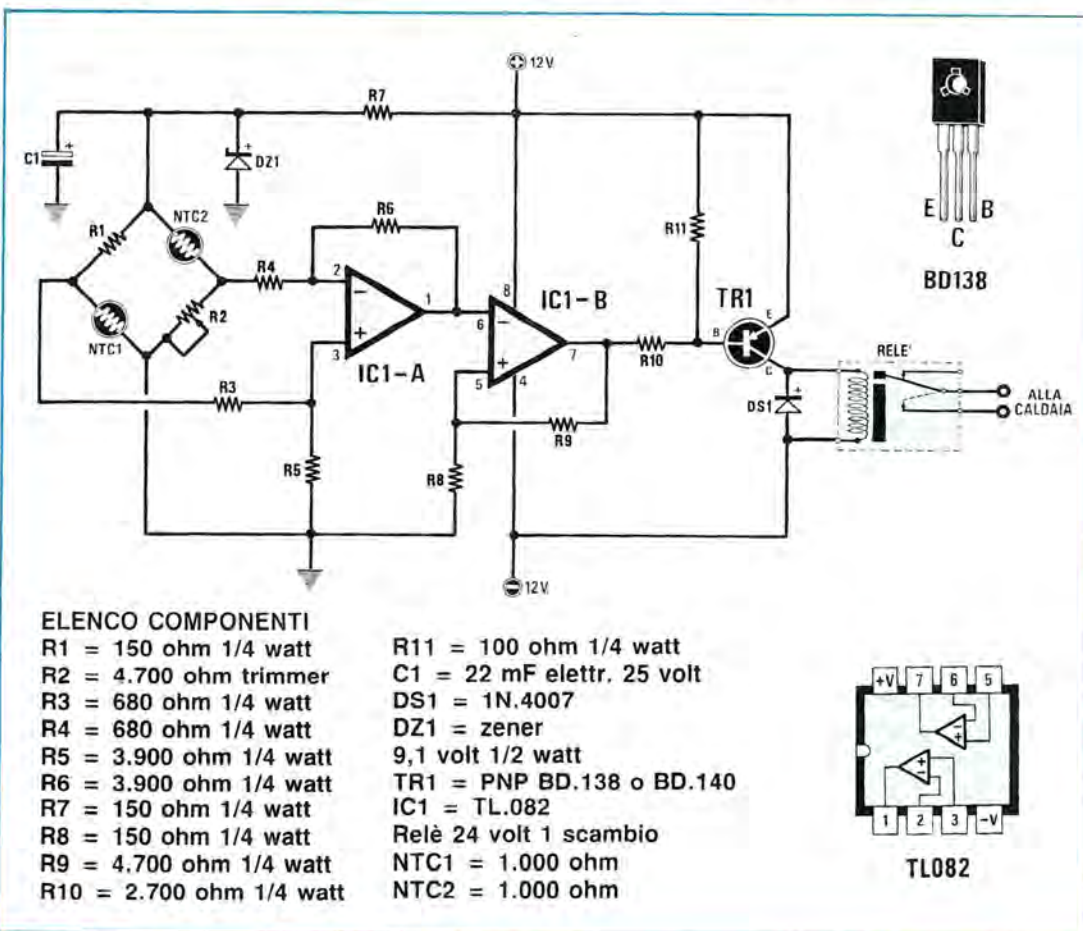 12 V.
R7
C1
+
+
DZ1
NTC2
R1
R6
R11
E
B
C
BD138
R4
2
8
IC1-B
TR1
R2
1
6
E
NTC1
3
7
R10
B
RELE'
IC1-A
5
4
C
R3
DS1
+
ALLA
CALDAIA
R9
R5
R8
12 V.
ELENCO COMPONENTI
R1 = 150 ohm 1/4 watt
R2 = 4.700 ohm trimmer
R3 = 680 ohm 1/4 watt
R4 = 680 ohm 1/4 watt
R5 = 3.900 ohm 1/4 watt
R6 = 3.900 ohm 1/4 watt
R7 = 150 ohm 1/4 watt
R8 = 150 ohm 1/4 watt
R9 = 4.700 ohm 1/4 watt
R10 = 2.700 ohm 1/4 watt
R11 = 100 ohm 1/4 watt
C1 = 22 mF elettr. 25 volt
DS1 = 1N.4007
DZ1 = zener
9,1 volt 1/2 watt
TR1 = PNP BD.138 o BD.140
IC1 = TL.082
Relè 24 volt 1 scambio
NTC1 = 1.000 ohm
NTC2 = 1.000 ohm
+V 7 6 5
1 2 3 -V
TL082